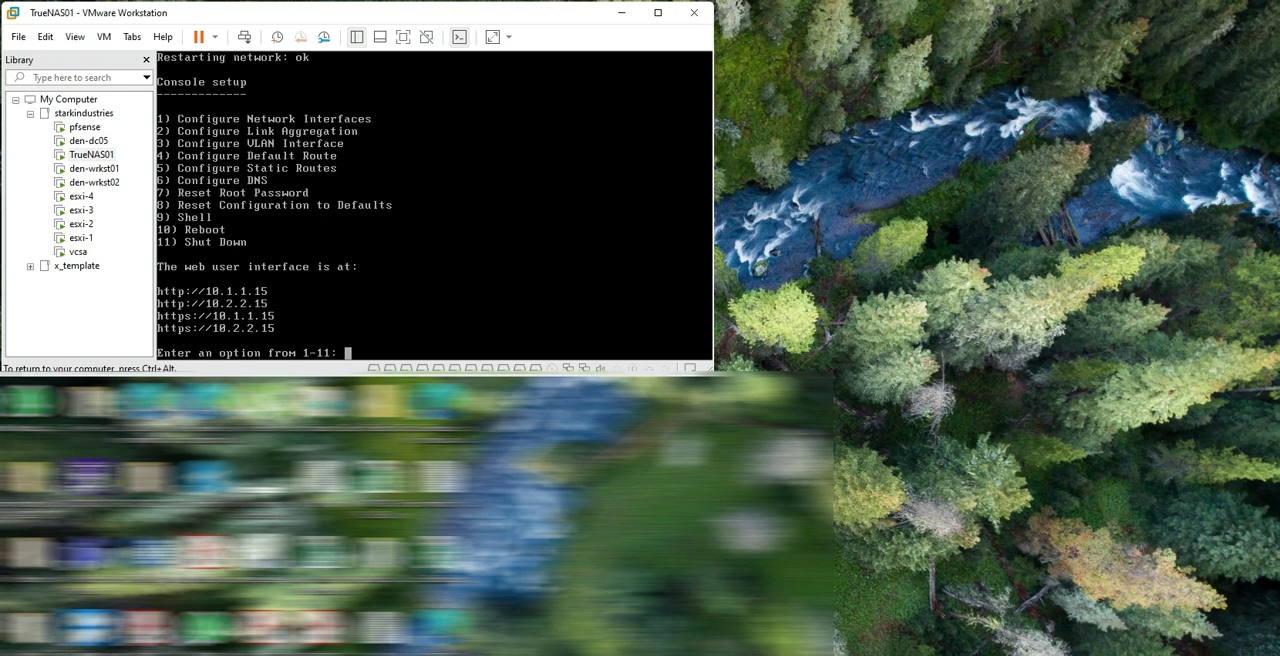 TrueNAS01 - VMware Workstation
File Edit View VM Tabs Help
Library
Type here to search
My Computer
starkindustries
pfsense
den-dc05
TrueNAS01
den-wrkst01
den-wrkst02
esxi-4
esxi-3
esxi-2
esxi-1
vcsa
x_template
Restarting network: ok
Console setup
-------------
1) Configure Network Interfaces
2) Configure Link Aggregation
3) Configure VLAN Interface
4) Configure Default Route
5) Configure Static Routes
6) Configure DNS
7) Reset Root Password
8) Reset Configuration to Defaults
9) Shell
10) Reboot
11) Shut Down
The web user interface is at:
http://10.1.1.15
http://10.2.2.15
https://10.1.1.15
https://10.2.2.15
Enter an option from 1-11:
To return to your computer, press Ctrl+Alt.